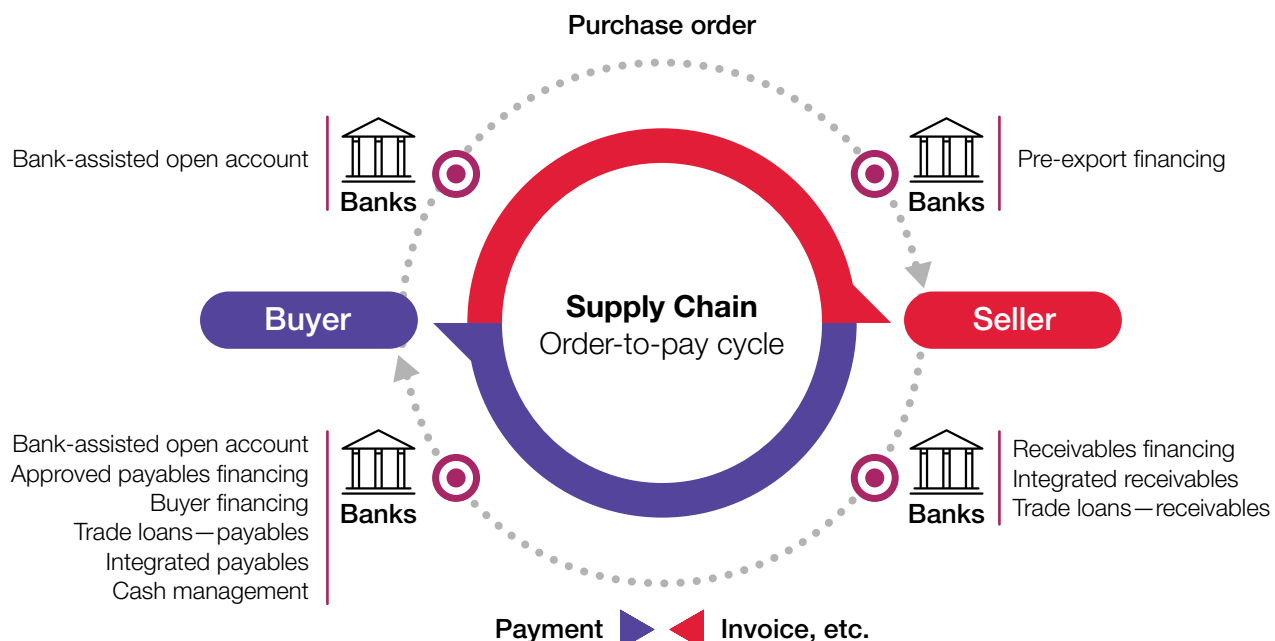 Purchase order
Bank-assisted open account
Banks
Banks
Pre-export financing
Buyer
Supply Chain
Order-to-pay cycle
Seller
Bank-assisted open account
Approved payables financing
Buyer financing
Trade loans—payables
Integrated payables
Cash management
Banks
Banks
Receivables financing
Integrated receivables
Trade loans—receivables
Payment
Invoice, etc.